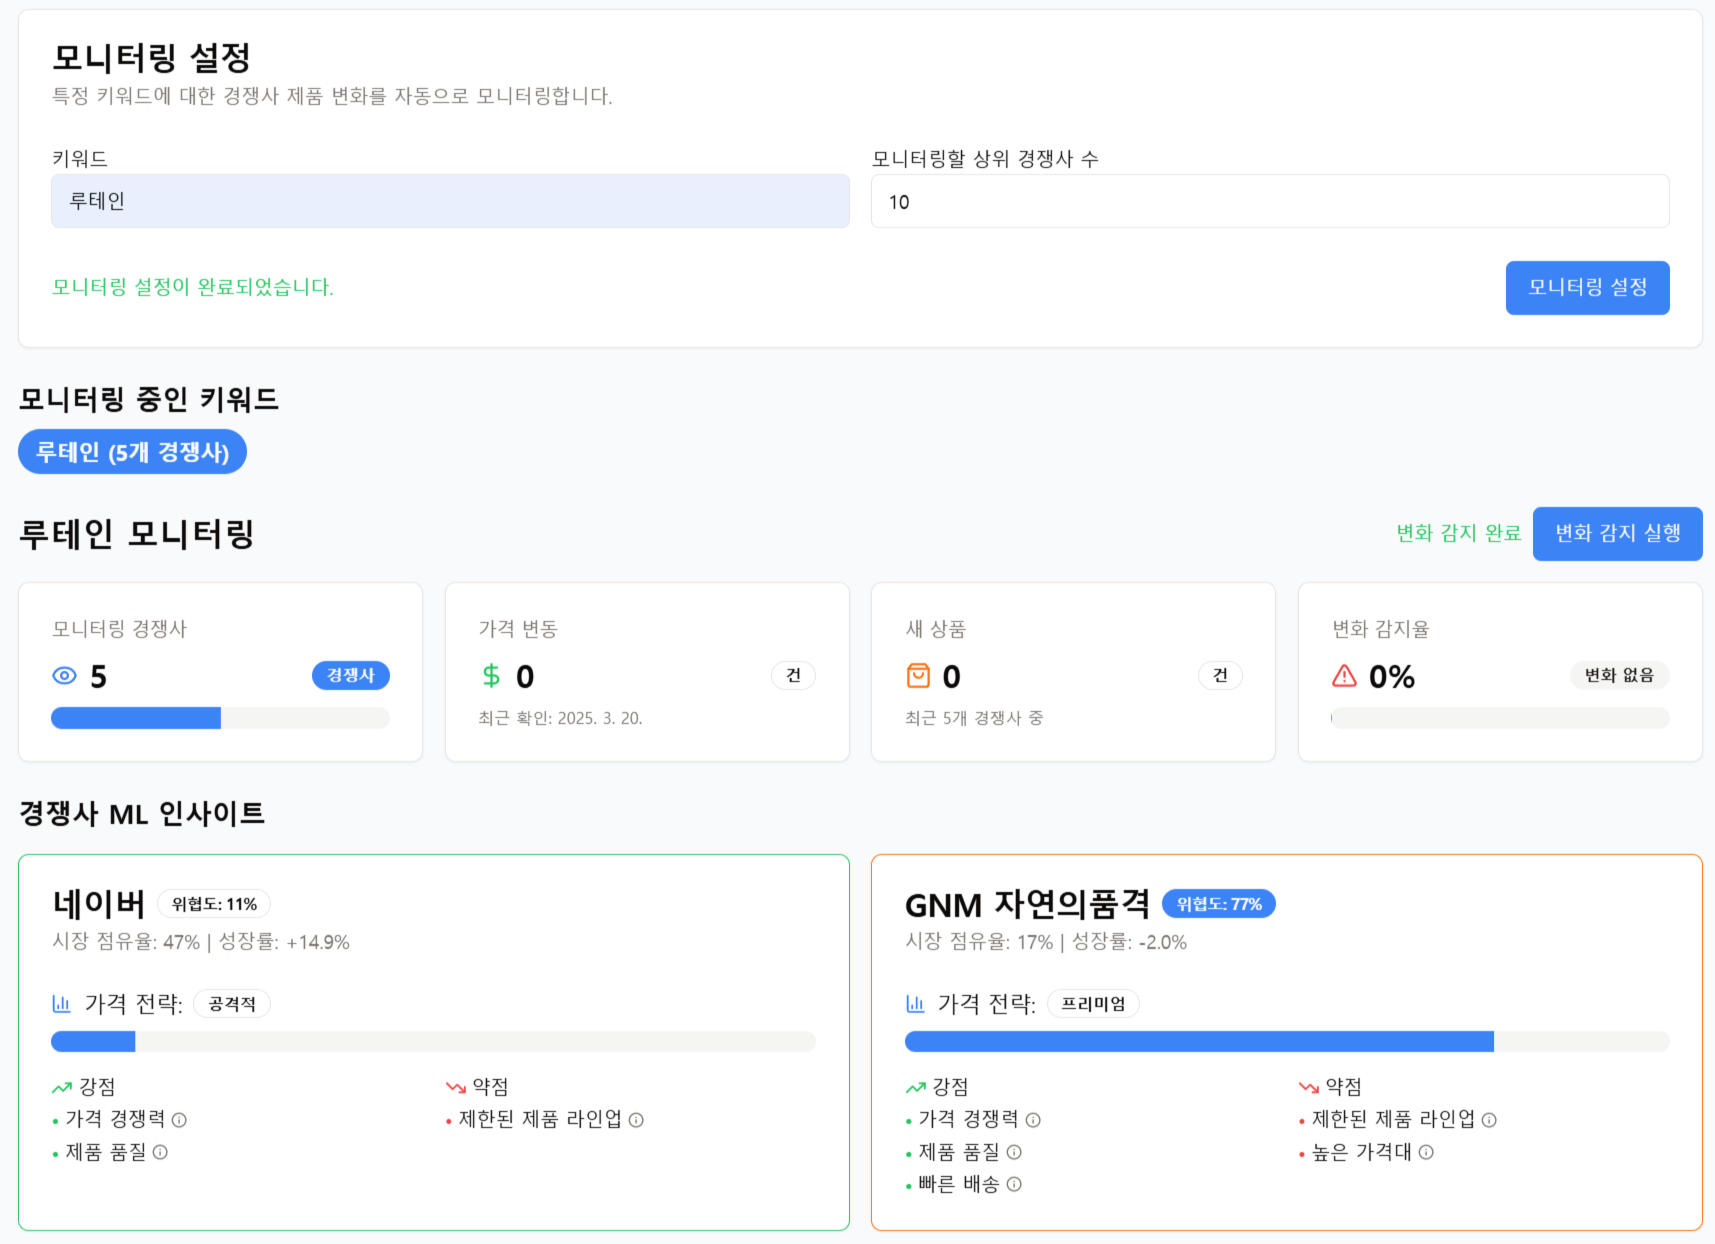 모니터링 설정
특정 키워드에 대한 경쟁사 제품 변화를 자동으로 모니터링합니다.
키워드
루테인
모니터링할 상위 경쟁사 수
10
모니터링 설정이 완료되었습니다.
모니터링 설정
모니터링 중인 키워드
루테인 (5개 경쟁사)
루테인 모니터링
변화 감지 완료
변화 감지 실행
모니터링 경쟁사
5
경쟁사
가격 변동
0
건
최근 확인: 2025. 3. 20.
새 상품
0
건
최근 5개 경쟁사 중
변화 감지율
0%
변화 없음
경쟁사 ML 인사이트
네이버
위협도: 11%
시장 점유율: 47% | 성장률: +14.9%
가격 전략:
공격적
강점
• 가격 경쟁력
• 제품 품질
약점
• 제한된 제품 라인업
GNM 자연의품격
위협도: 77%
시장 점유율: 17% | 성장률: -2.0%
가격 전략:
프리미엄
강점
• 가격 경쟁력
• 제품 품질
• 빠른 배송
약점
• 제한된 제품 라인업
• 높은 가격대